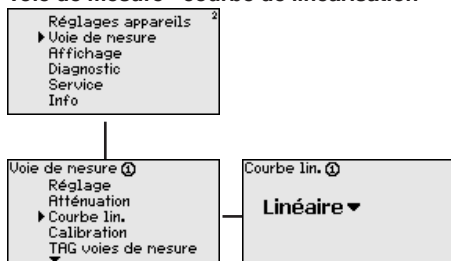 Voie de mesure - courbe de linéarisation
Réglages appareils 2
Voie de mesure
Affichage
Diagnostic
Service
Info
Voie de mesure ①
Réglage
Atténuation
Courbe lin.
Calibration
TAG voies de mesure
Courbe lin. ①
Linéaire